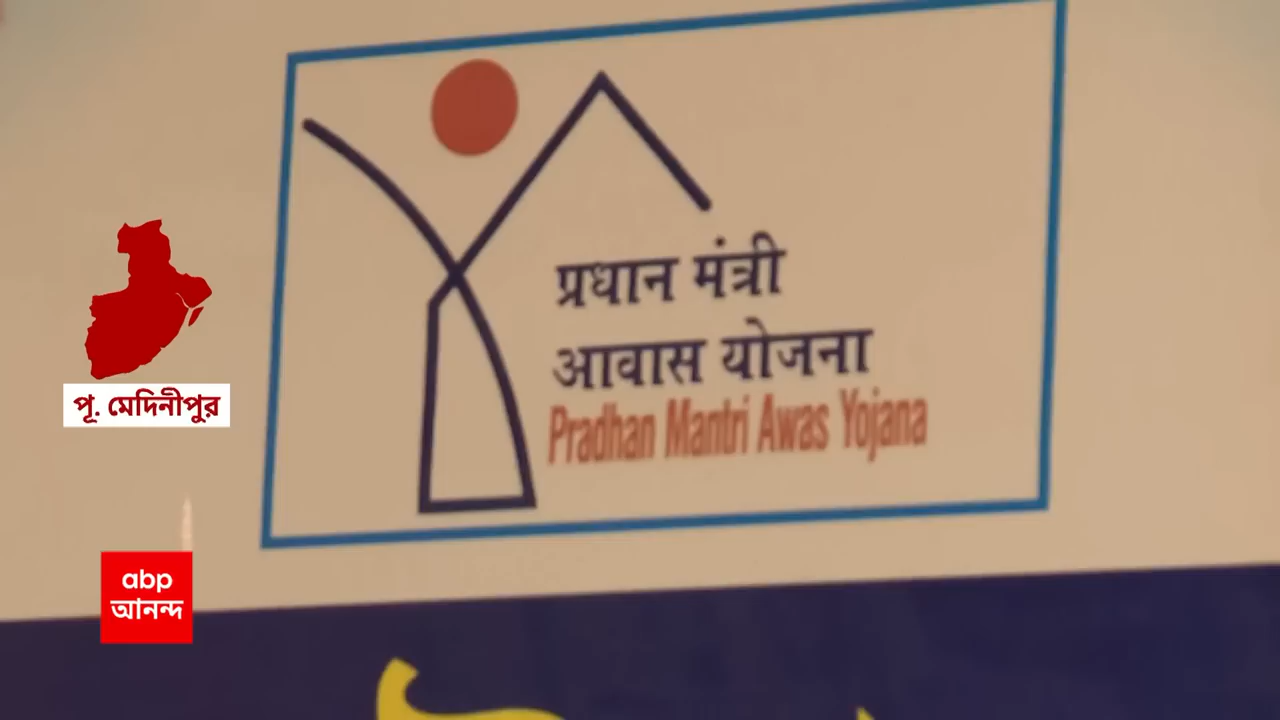 प्रधान मंत्री
आवास योजना
Pradhan Mantri Awas Yojana
পূ. মেদিনীপুর
abp
আনন্দ